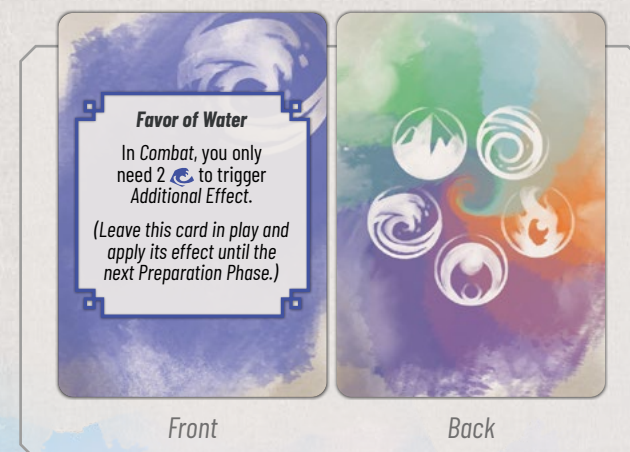 Favor of Water
In Combat, you only
need 2 to trigger
Additional Effect.
(Leave this card in play and
apply its effect until the
next Preparation Phase.)
Front
Back